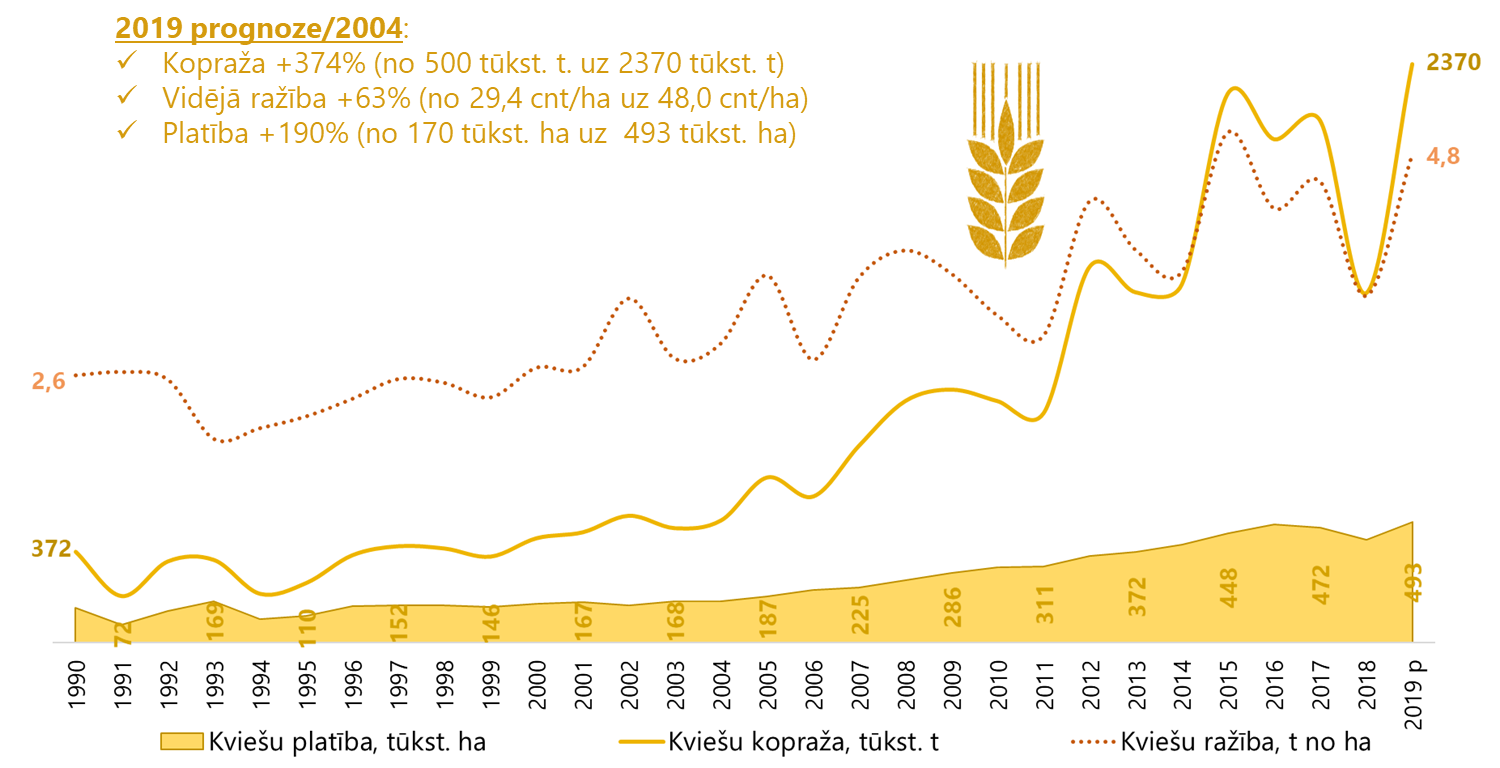 2019 prognoze/2004:
✓ Kopraža +374% (no 500 tūkst. t. uz 2370 tūkst. t)
✓ Vidējā ražība +63% (no 29,4 cnt/ha uz 48,0 cnt/ha)
✓ Platība +190% (no 170 tūkst. ha uz 493 tūkst. ha)
2370
4,8
2,6
372
72 169 110 152 146 167 168 187 225 286 311 372 448 472 493
1990 1991 1992 1993 1994 1995 1996 1997 1998 1999 2000 2001 2002 2003 2004 2005 2006 2007 2008 2009 2010 2011 2012 2013 2014 2015 2016 2017 2018 2019 p
Kviešu platība, tūkst. ha Kviešu kopraža, tūkst. t Kviešu ražība, t no ha